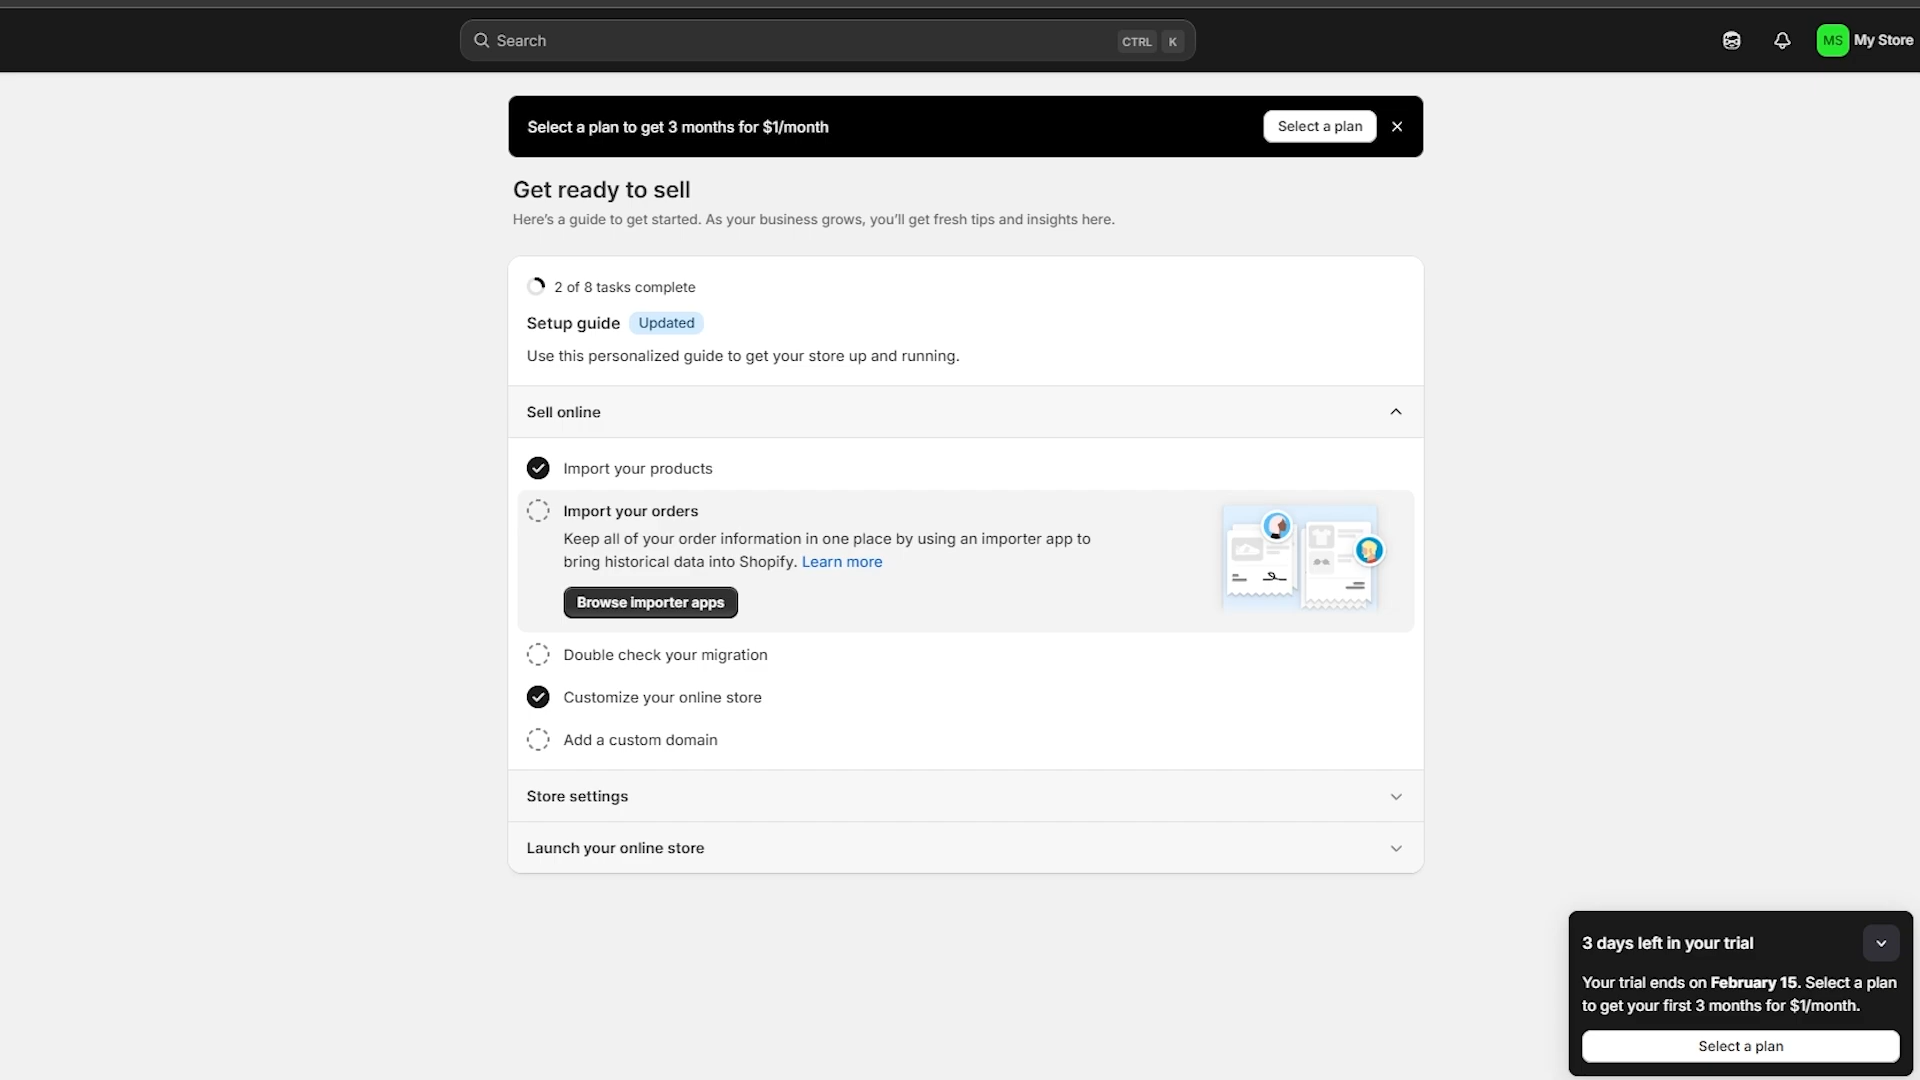 Search
CTRL K
MS My Store
Select a plan to get 3 months for $1/month
Select a plan
Get ready to sell
Here's a guide to get started. As your business grows, you'll get fresh tips and insights here.
2 of 8 tasks complete
Setup guide Updated
Use this personalized guide to get your store up and running.
Sell online
Import your products
Import your orders
Keep all of your order information in one place by using an importer app to
bring historical data into Shopify. Learn more
Browse importer apps
Double check your migration
Customize your online store
Add a custom domain
Store settings
Launch your online store
3 days left in your trial
Your trial ends on February 15. Select a plan
to get your first 3 months for $1/month.
Select a plan